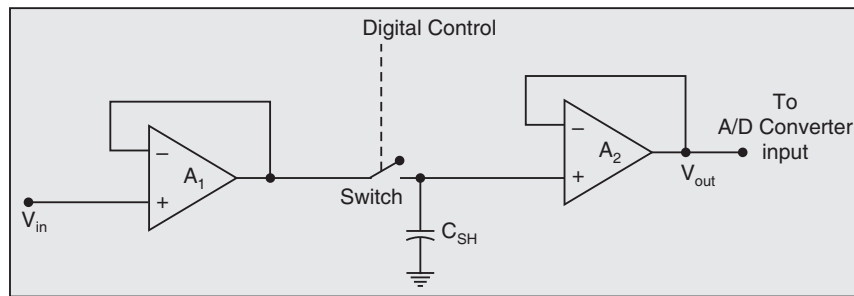 Digital Control
To
A/D Converter
input
–
A1
+
Vin
Switch
CSH
–
A2
+
Vout